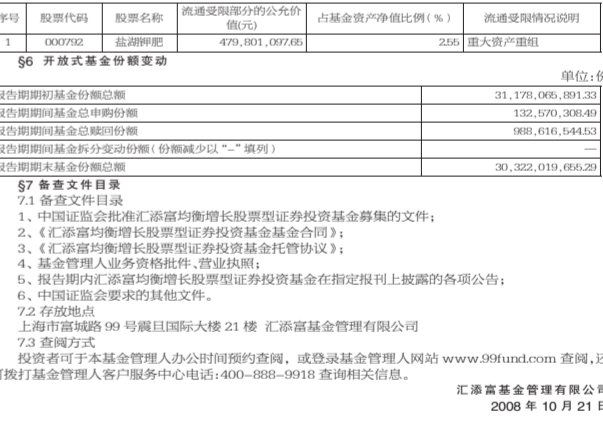 序号 股票代码 股票名称 流通受限部分的公允价值(元) 占基金资产净值比例(%) 流通受限情况说明
1 000792 盐湖钾肥 479,801,097.65 2.55 重大资产重组
§6 开放式基金份额变动
单位:份
报告期期初基金份额总额 31,178,065,891.33
报告期期间基金总申购份额 132,570,308.49
报告期期间基金总赎回份额 988,616,544.53
报告期期间基金拆分变动份额(份额减少以“-”填列) —
报告期期末基金份额总额 30,322,019,655.29
§7 备查文件目录
7.1 备查文件目录
1、中国证监会批准汇添富均衡增长股票型证券投资基金募集的文件;
2、《汇添富均衡增长股票型证券投资基金基金合同》;
3、《汇添富均衡增长股票型证券投资基金托管协议》;
4、基金管理人业务资格批件、营业执照;
5、报告期内汇添富均衡增长股票型证券投资基金在指定报刊上披露的各项公告;
6、中国证监会要求的其他文件。
7.2 存放地点
上海市富城路 99 号震旦国际大楼 21 楼 汇添富基金管理有限公司
7.3 查阅方式
投资者可于本基金管理人办公时间预约查阅, 或登录基金管理人网站 www.99fund.com 查阅,还
可拨打基金管理人客户服务中心电话:400-888-9918 查询相关信息。
汇添富基金管理有限公司
2008 年 10 月 21 日